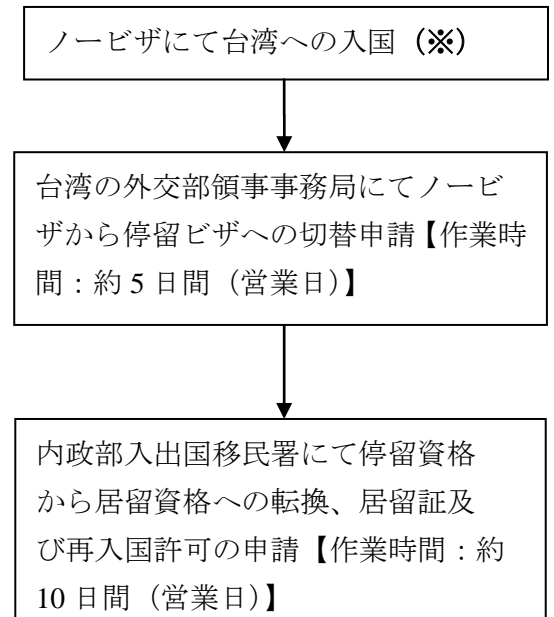 ノービザにて台湾への入国（※）
台湾の外交部領事事務局にてノービ
ザから停留ビザへの切替申請【作業時
間：約 5 日間（営業日）】
内政部入出国移民署にて停留資格
から居留資格への転換、居留証及
び再入国許可の申請【作業時間：約
10 日間（営業日）】